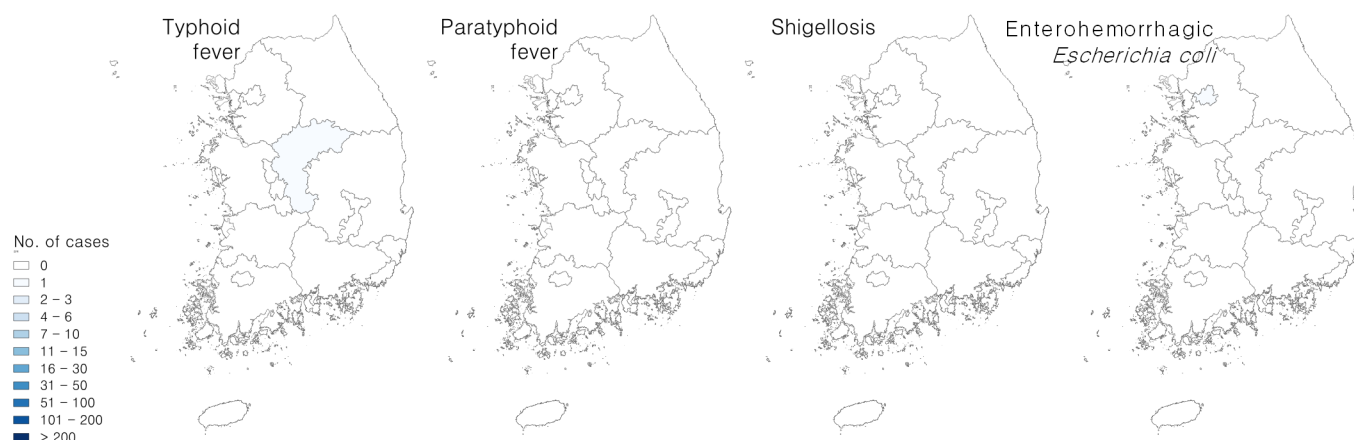 Typhoid
fever
Paratyphoid
fever
Shigellosis
Enterohemorrhagic
Escherichia coli
No. of cases
0
1
2 - 3
4 - 6
7 - 10
11 - 15
16 - 30
31 - 50
51 - 100
101 - 200
> 200